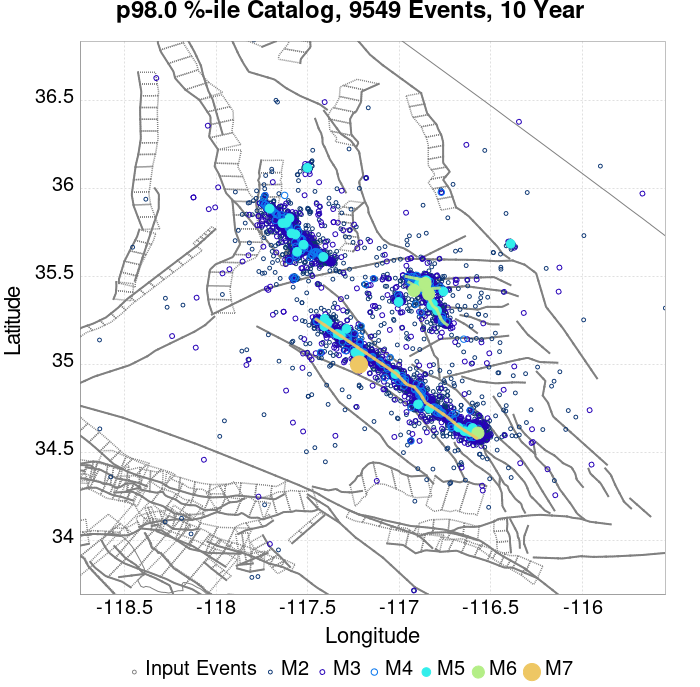 p98.0 %-ile Catalog, 9549 Events, 10 Year
36.5
36
35.5
35
34.5
34
Latitude
-118.5 -118 -117.5 -117 -116.5 -116
Longitude
Input Events M2 M3 M4 M5 M6 M7